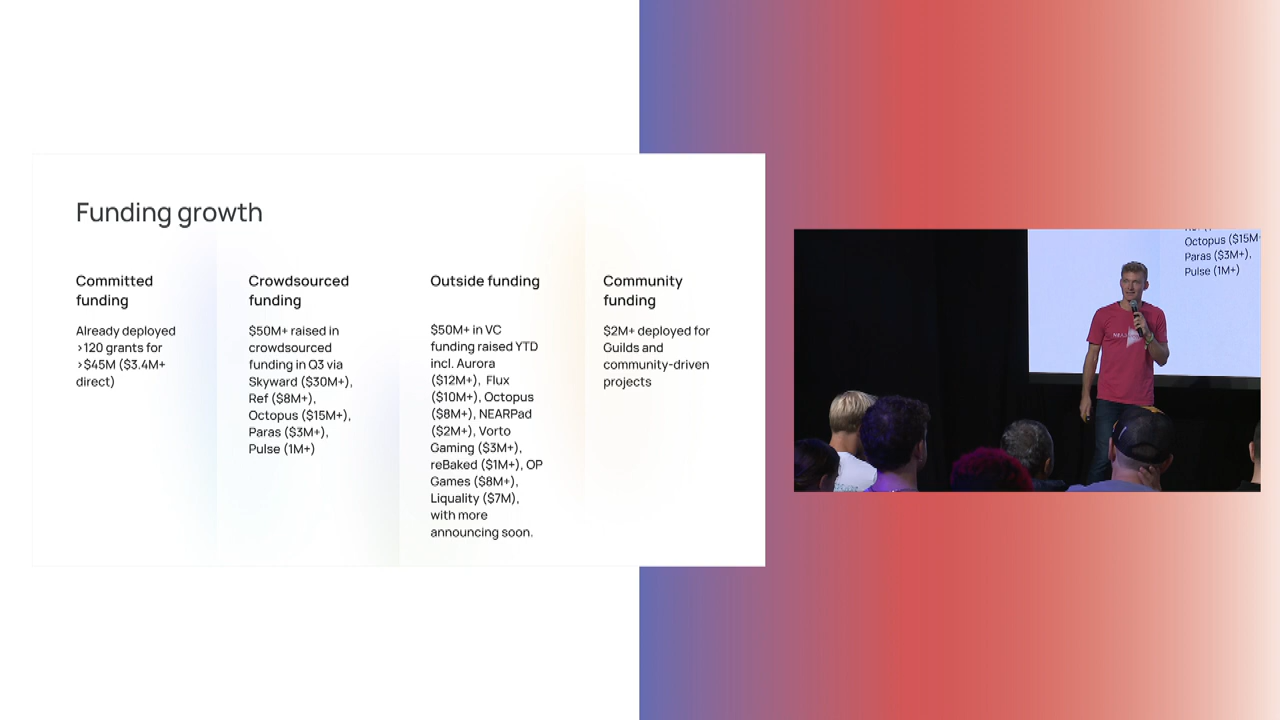 Funding growth
Committed
funding
Already deployed
>120 grants for
>$45M ($3.4M+
direct)
Crowdsourced
funding
$50M+ raised in
crowdsourced
funding in Q3 via
Skyward ($30M+),
Ref ($8M+),
Octopus ($15M+),
Paras ($3M+),
Pulse (1M+)
Outside funding
$50M+ in VC
funding raised YTD
incl. Aurora
($12M+), Flux
($10M+), Octopus
($8M+), NEARPad
($2M+), Vorto
Gaming ($3M+),
reBaked ($1M+), OP
Games ($8M+),
Liquality ($7M),
with more
announcing soon.
Community
funding
$2M+ deployed for
Guilds and
community-driven
projects
Octopus ($15M+
Paras ($3M+),
Pulse (1M+)